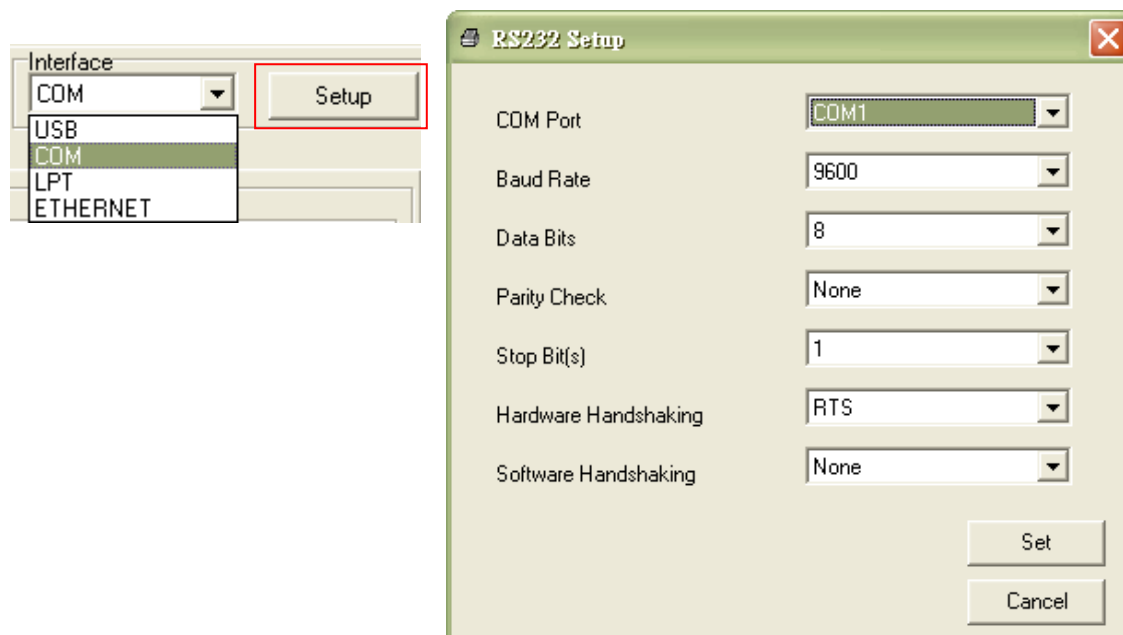 Interface
COM
Setup
USB
COM
LPT
ETHERNET
RS232 Setup
COM Port
COM1
Baud Rate
9600
Data Bits
8
Parity Check
None
Stop Bit(s)
1
Hardware Handshaking
RTS
Software Handshaking
None
Set
Cancel